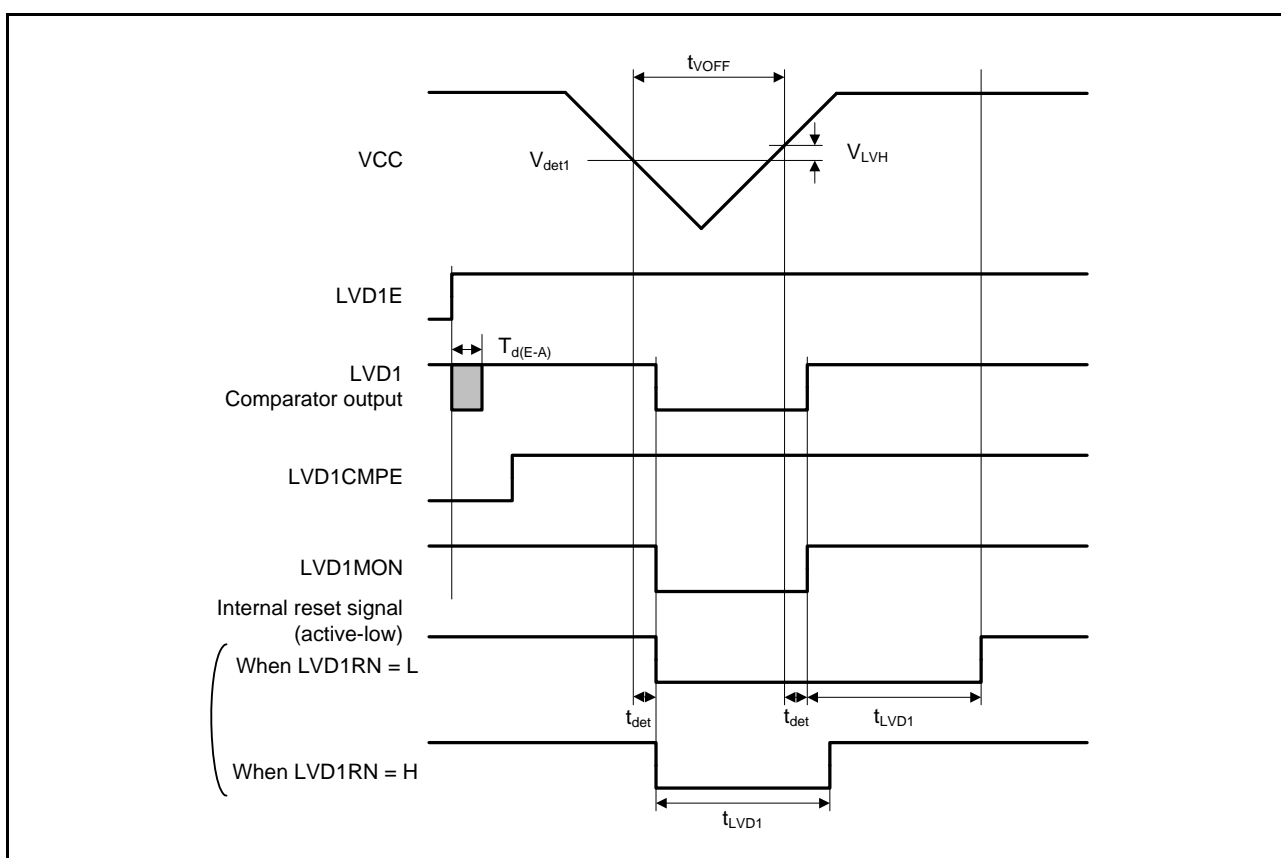 tVOFF
VCC
Vdet1
VLVH
LVD1E
Td(E-A)
LVD1
Comparator output
LVD1CMPE
LVD1MON
Internal reset signal
(active-low)
When LVD1RN = L
tdet
tdet
tLVD1
When LVD1RN = H
tLVD1